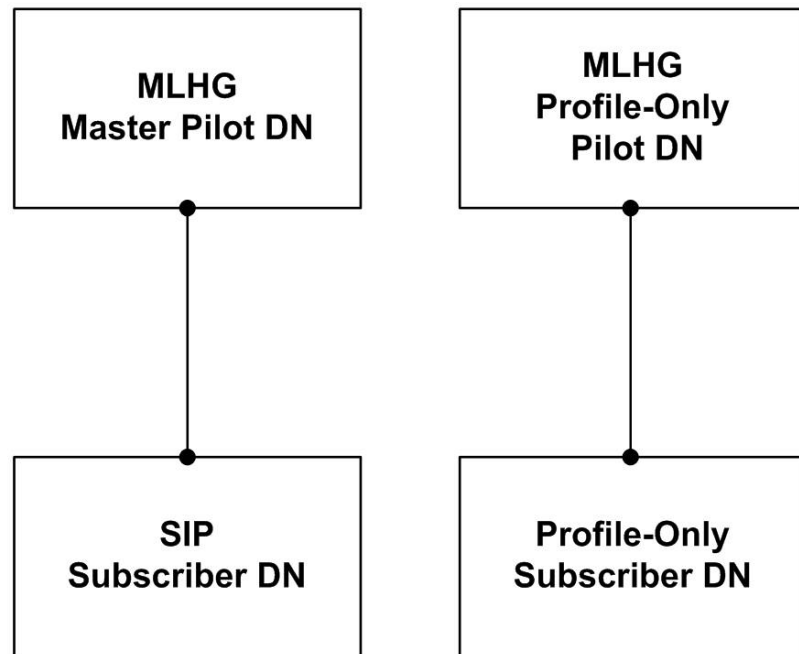 MLHG
Master Pilot DN
MLHG
Profile-Only
Pilot DN
SIP
Subscriber DN
Profile-Only
Subscriber DN